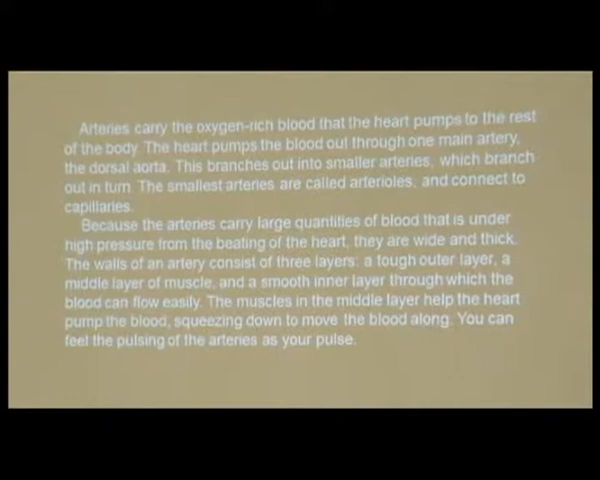 Arteries carry the oxygen-rich blood that the heart pumps to the rest
of the body. The heart pumps the blood out through one main artery,
the dorsal aorta. This branches out into smaller arteries, which branch
out in turn. The smallest arteries are called arterioles, and connect to
capillaries.
Because the arteries carry large quantities of blood that is under
high pressure from the beating of the heart, they are wide and thick.
The walls of an artery consist of three layers: a tough outer layer, a
middle layer of muscle, and a smooth inner layer through which the
blood can flow easily. The muscles in the middle layer help the heart
pump the blood, squeezing down to move the blood along. You can
feel the pulsing of the arteries as your pulse.